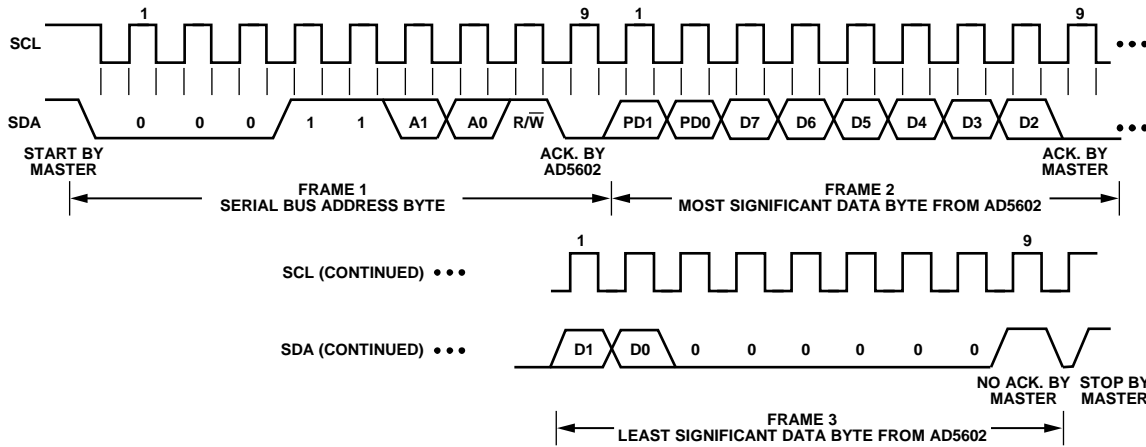 1 9 1 9
SCL
SDA 0 0 0 1 1 A1 A0 R/W̅ PD1 PD0 D7 D6 D5 D4 D3 D2
START BY
MASTER
ACK. BY
AD5602
ACK. BY
MASTER
FRAME 1
SERIAL BUS ADDRESS BYTE
FRAME 2
MOST SIGNIFICANT DATA BYTE FROM AD5602
1 9
SCL (CONTINUED)
SDA (CONTINUED) D1 D0 0 0 0 0 0 0
NO ACK. BY
MASTER
STOP BY
MASTER
FRAME 3
LEAST SIGNIFICANT DATA BYTE FROM AD5602